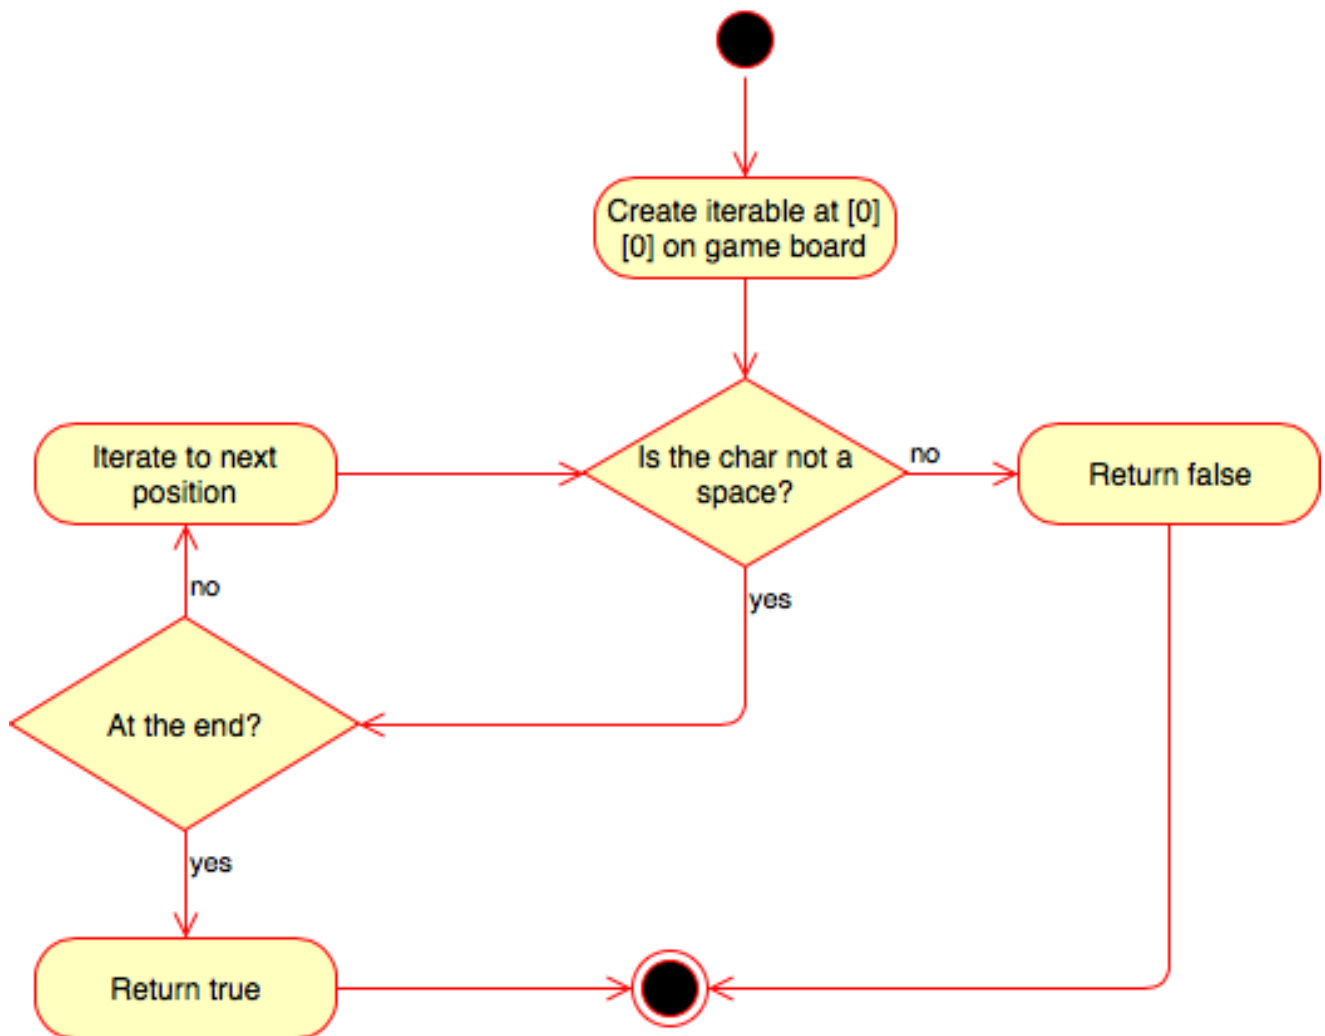 Create iterable at [0]
[0] on game board
Iterate to next
position
Is the char not a
space?
no
Return false
no
yes
At the end?
yes
Return true